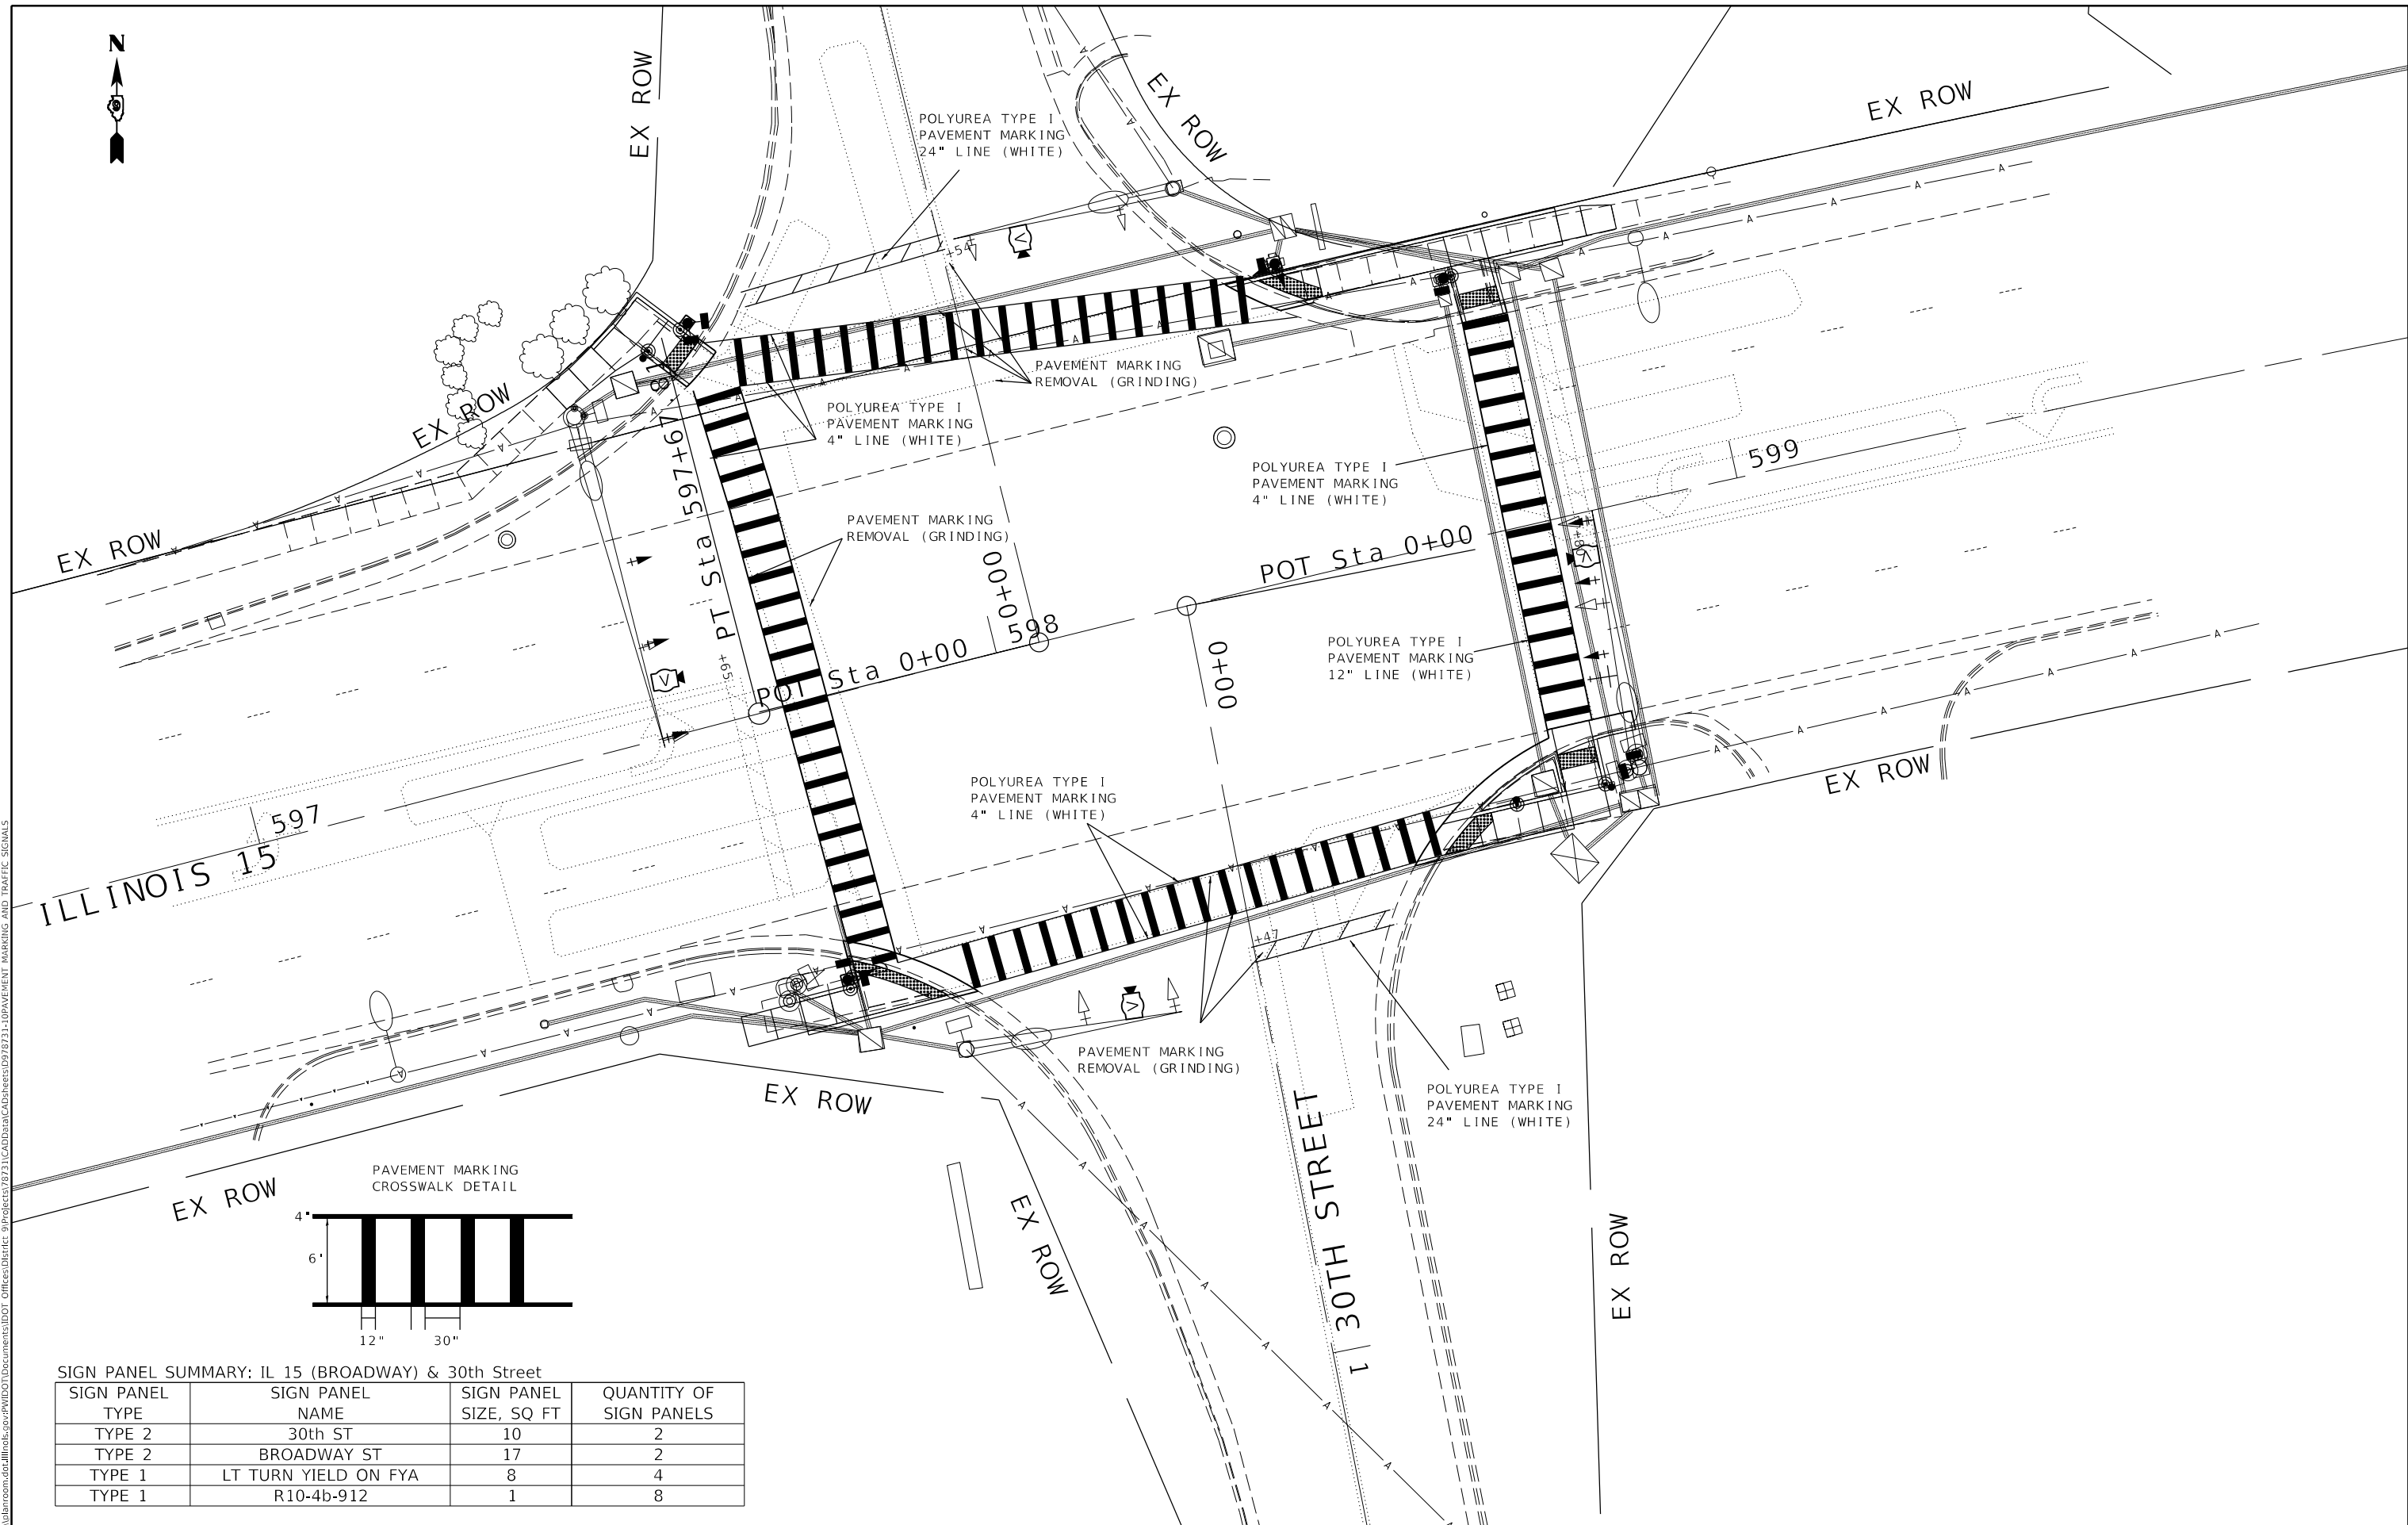 N
EX ROW
EX ROW
EX ROW
POLYUREA TYPE I
PAVEMENT MARKING
24" LINE (WHITE)
+54
PAVEMENT MARKING
REMOVAL (GRINDING)
EX ROW
POLYUREA TYPE I
PAVEMENT MARKING
4" LINE (WHITE)
POLYUREA TYPE I
PAVEMENT MARKING
4" LINE (WHITE)
599
EX ROW
PT Sta 597+67
PAVEMENT MARKING
REMOVAL (GRINDING)
0+00
POT Sta 0+00
598
POT Sta 0+00
0+00
+65
V
V
V
V
POLYUREA TYPE I
PAVEMENT MARKING
12" LINE (WHITE)
EX ROW
597
ILLINOIS 15
POLYUREA TYPE I
PAVEMENT MARKING
4" LINE (WHITE)
+47
PAVEMENT MARKING
REMOVAL (GRINDING)
EX ROW
POLYUREA TYPE I
PAVEMENT MARKING
24" LINE (WHITE)
30TH STREET
1
EX ROW
EX ROW
EX ROW
PAVEMENT MARKING
CROSSWALK DETAIL
4"
6'
12" 30"
SIGN PANEL SUMMARY: IL 15 (BROADWAY) & 30th Street
SIGN PANEL TYPE SIGN PANEL NAME SIGN PANEL SIZE, SQ FT QUANTITY OF SIGN PANELS
TYPE 2 30th ST 10 2
TYPE 2 BROADWAY ST 17 2
TYPE 1 LT TURN YIELD ON FYA 8 4
TYPE 1 R10-4b-912 1 8